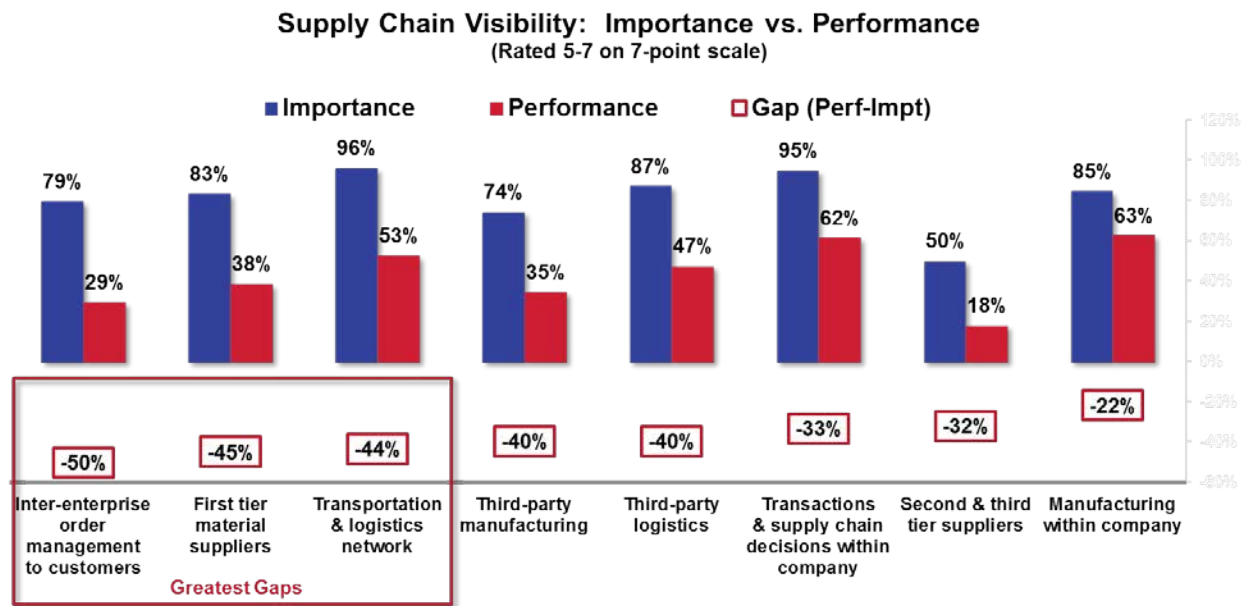 Supply Chain Visibility: Importance vs. Performance
(Rated 5-7 on 7-point scale)
Importance
Performance
Gap (Perf-Impt)
120%
100%
80%
60%
40%
20%
0%
-20%
-40%
-60%
79%
29%
83%
38%
96%
53%
74%
35%
87%
47%
95%
62%
50%
18%
85%
63%
-50%
-45%
-44%
-40%
-40%
-33%
-32%
-22%
Inter-enterprise
order
management
to customers
First tier
material
suppliers
Transportation
& logistics
network
Third-party
manufacturing
Third-party
logistics
Transactions
& supply chain
decisions within
company
Second & third
tier suppliers
Manufacturing
within company
Greatest Gaps